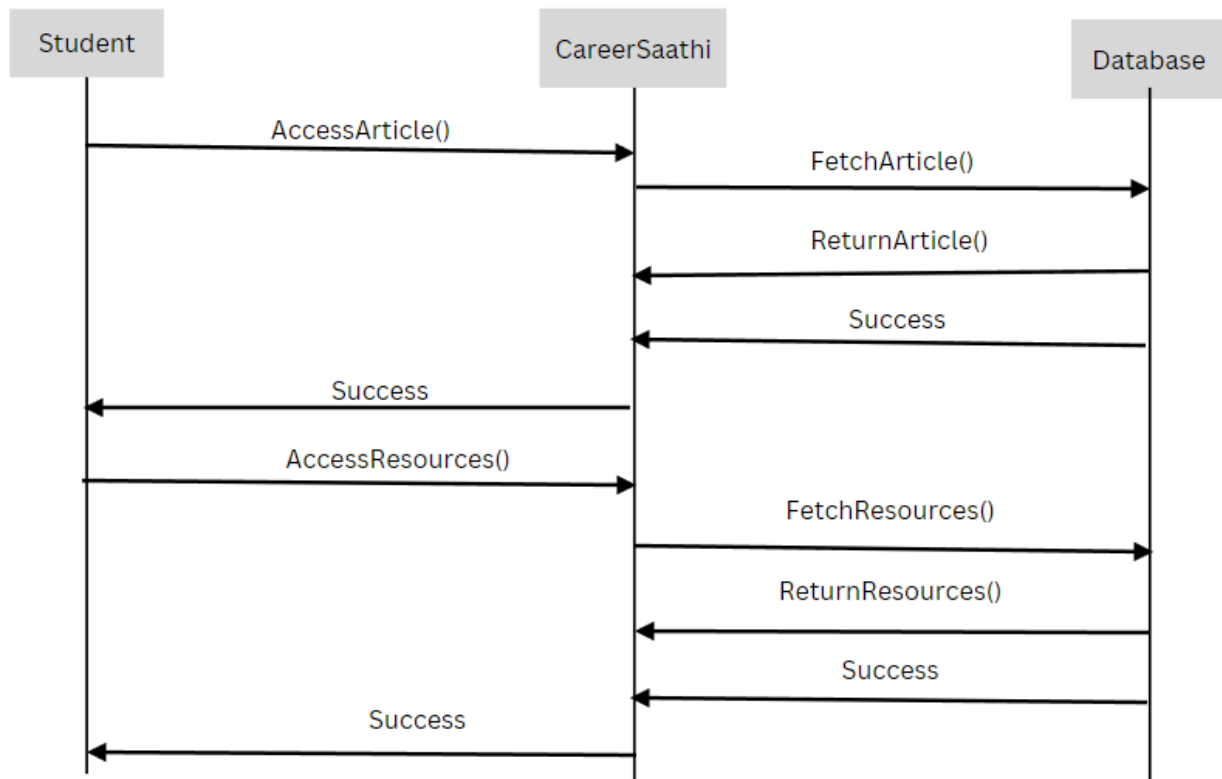 Student
CareerSaathi
Database
AccessArticle()
FetchArticle()
ReturnArticle()
Success
Success
AccessResources()
FetchResources()
ReturnResources()
Success
Success